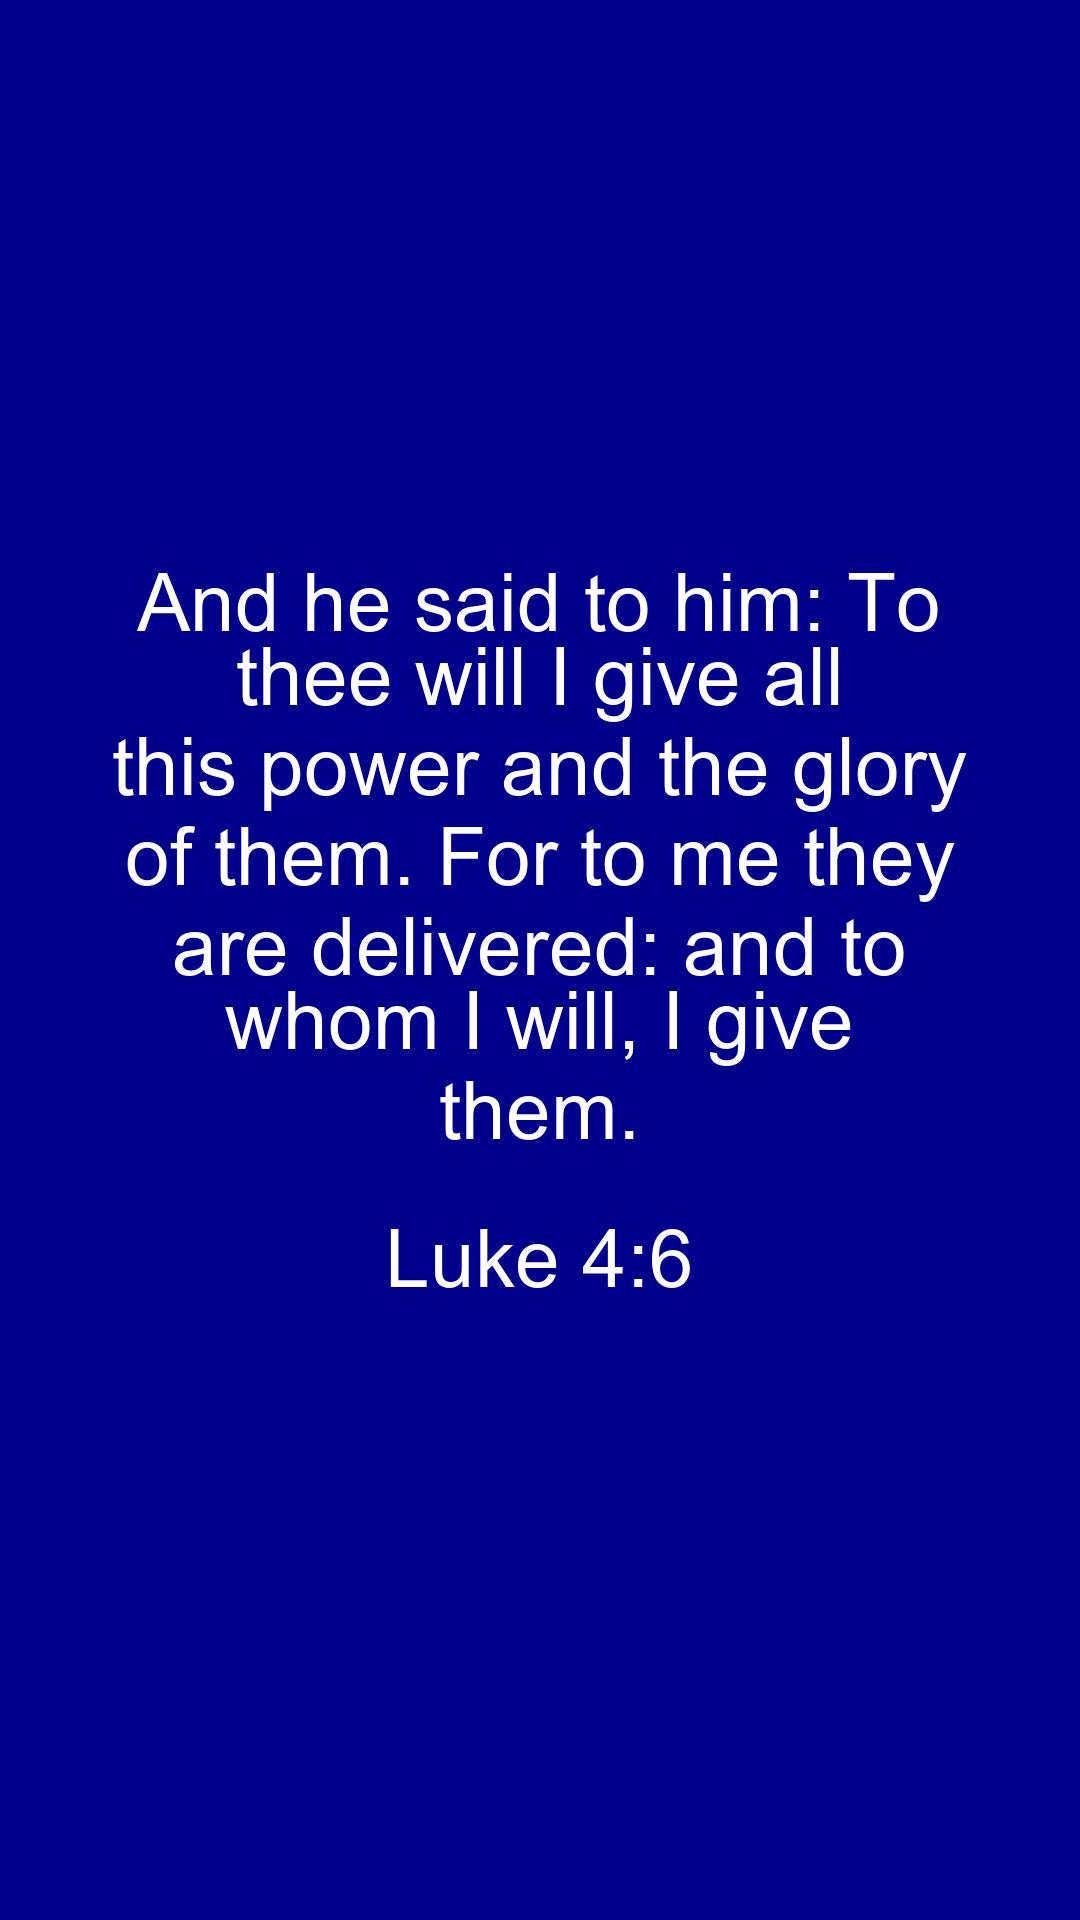 And he said to him: To
thee will I give all
this power and the glory
of them. For to me they
are delivered: and to
whom I will, I give
them.
Luke 4:6